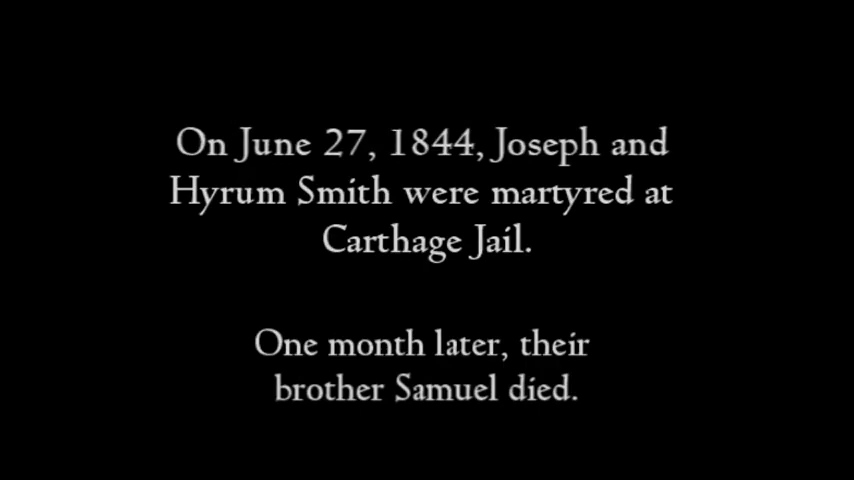 On June 27, 1844, Joseph and
Hyrum Smith were martyred at
Carthage Jail.
One month later, their
brother Samuel died.